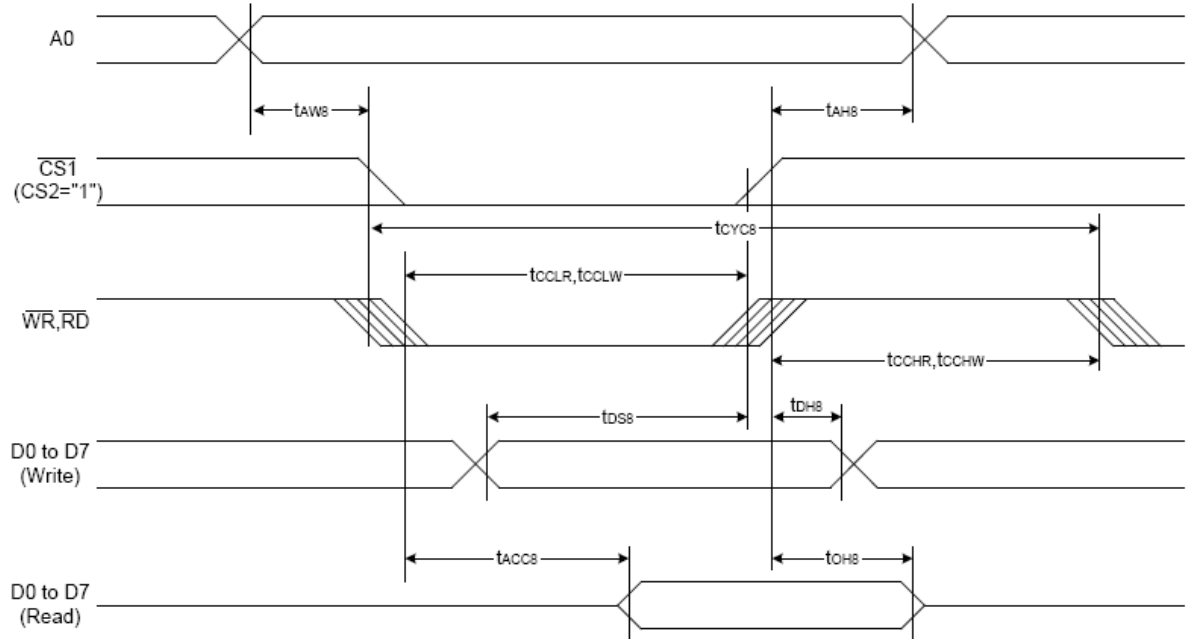 A0
tAW8
tAH8
CS1
(CS2="1")
tCYC8
tCCLR,tCCLW
WR,RD
tCCHR,tCCHW
tDS8
tDH8
D0 to D7
(Write)
tACC8
tOH8
D0 to D7
(Read)